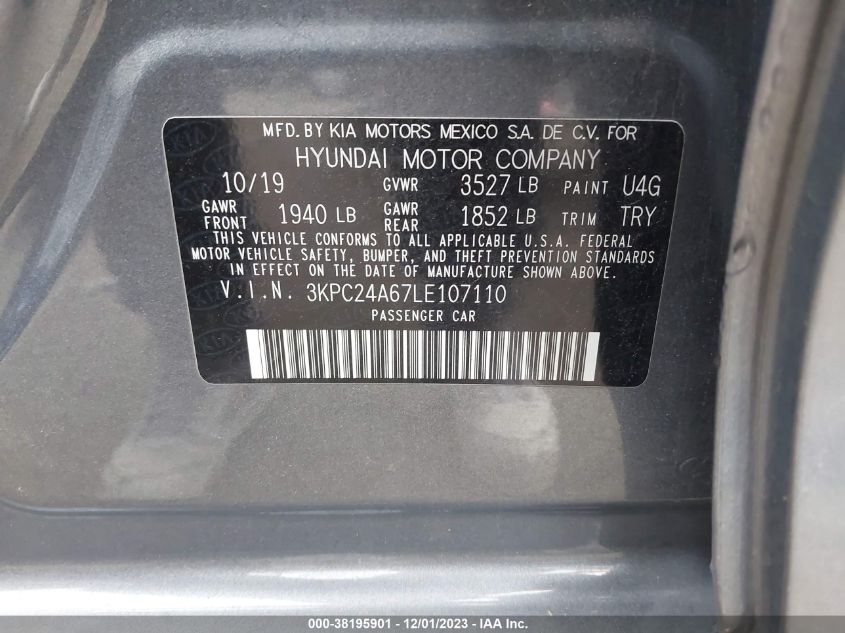 MFD. BY KIA MOTORS MEXICO S.A. DE C.V. FOR
HYUNDAI MOTOR COMPANY
10/19 GVWR 3527 LB PAINT U4G
GAWR FRONT 1940 LB GAWR REAR 1852 LB TRIM TRY
THIS VEHICLE CONFORMS TO ALL APPLICABLE U.S.A. FEDERAL
MOTOR VEHICLE SAFETY, BUMPER, AND THEFT PREVENTION STANDARDS
IN EFFECT ON THE DATE OF MANUFACTURE SHOWN ABOVE.
V.I.N. 3KPC24A67LE107110
PASSENGER CAR
000-38195901 - 12/01/2023 - IAA Inc.